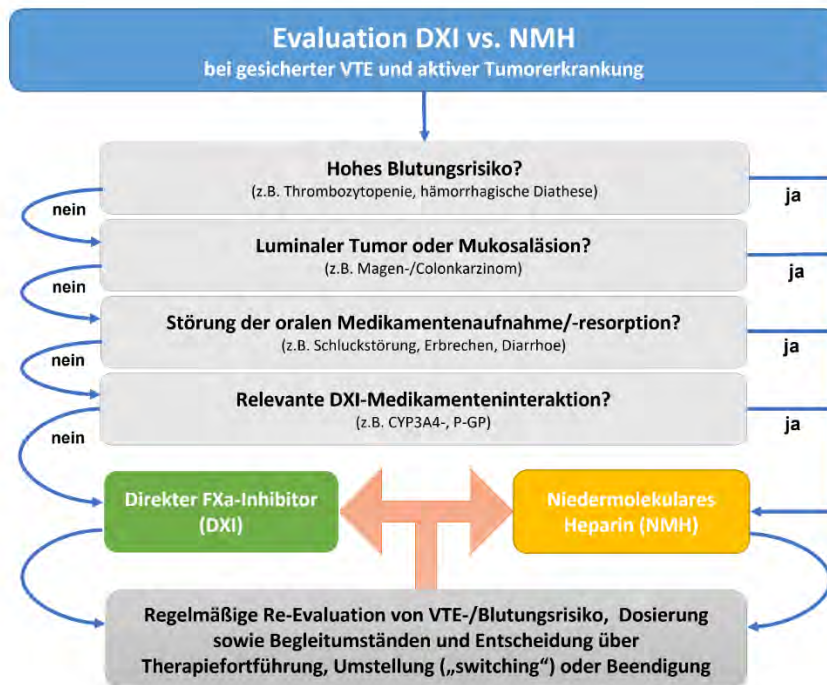 Evaluation DXI vs. NMH
bei gesicherter VTE und aktiver Tumorerkrankung
Hohes Blutungsrisiko?
(z.B. Thrombozytopenie, hämorrhagische Diathese)
nein
ja
Luminaler Tumor oder Mukosaläsion?
(z.B. Magen-/Colonkarzinom)
nein
ja
Störung der oralen Medikamentenaufnahme/-resorption?
(z.B. Schluckstörung, Erbrechen, Diarrhoe)
nein
ja
Relevante DXI-Medikamenteninteraktion?
(z.B. CYP3A4-, P-GP)
nein
ja
Direkter FXa-Inhibitor
(DXI)
Niedermolekulares
Heparin (NMH)
Regelmäßige Re-Evaluation von VTE-/Blutungsrisiko, Dosierung
sowie Begleitumständen und Entscheidung über
Therapiefortführung, Umstellung („switching“) oder Beendigung